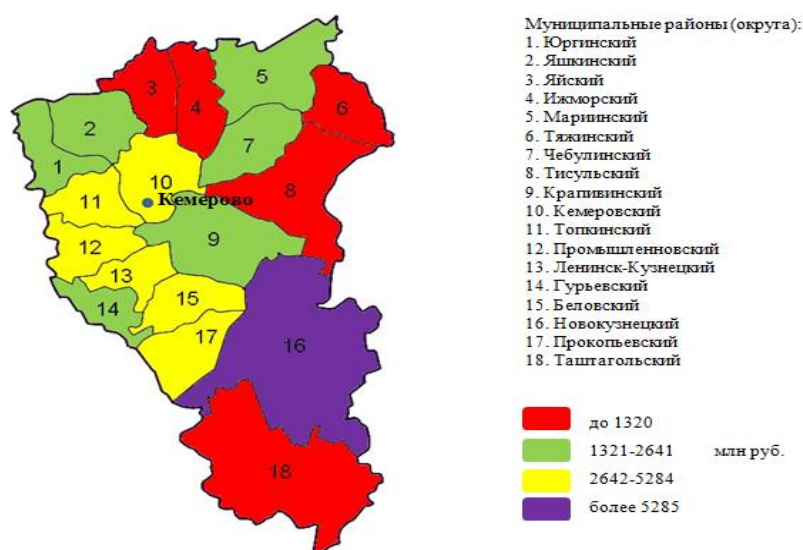 Муниципальные районы (округа):
1. Юргинский
2. Яшкинский
3. Яйский
4. Ижморский
5. Мариинский
6. Тяжинский
7. Чебулинский
8. Тисульский
9. Крапивинский
10. Кемеровский
11. Топкинский
12. Промышленновский
13. Ленинск-Кузнецкий
14. Гурьевский
15. Беловский
16. Новокузнецкий
17. Прокопьевский
18. Таштагольский
до 1320
1321-2641 млн руб.
2642-5284
более 5285
3
4
5
6
2
7
1
10
8
11
Кемерово
9
12
13
14
15
17
16
18